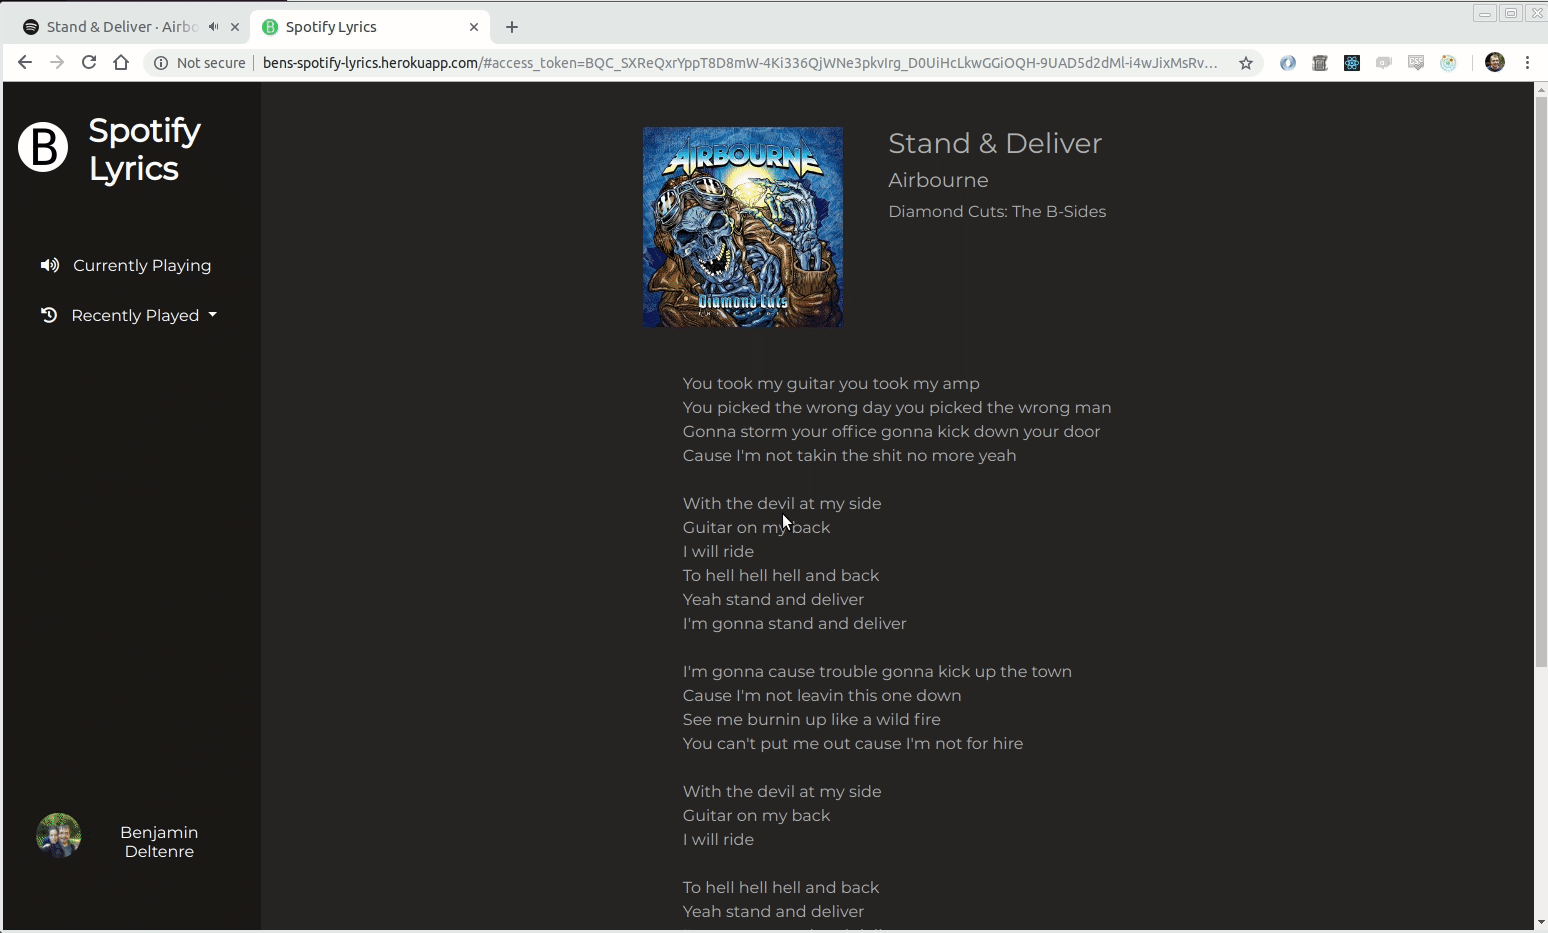 Stand & Deliver · Airbo
Spotify Lyrics
Not secure
bens-spotify-lyrics.herokuapp.com/#access_token=BQC_SXReQxrYppT8D8mW-4Ki336QjWNe3pkvIrg_D0UiHcLkwGGiOQH-9UAD5d2dMl-i4wJixMsRv...
CSS
B
Spotify
Lyrics
Currently Playing
Recently Played
Benjamin
Deltenre
AIRBOURNE
Diamond Cuts
Stand & Deliver
Airbourne
Diamond Cuts: The B-Sides
You took my guitar you took my amp
You picked the wrong day you picked the wrong man
Gonna storm your office gonna kick down your door
Cause I'm not takin the shit no more yeah
With the devil at my side
Guitar on my back
I will ride
To hell hell hell and back
Yeah stand and deliver
I'm gonna stand and deliver
I'm gonna cause trouble gonna kick up the town
Cause I'm not leavin this one down
See me burnin up like a wild fire
You can't put me out cause I'm not for hire
With the devil at my side
Guitar on my back
I will ride
To hell hell hell and back
Yeah stand and deliver